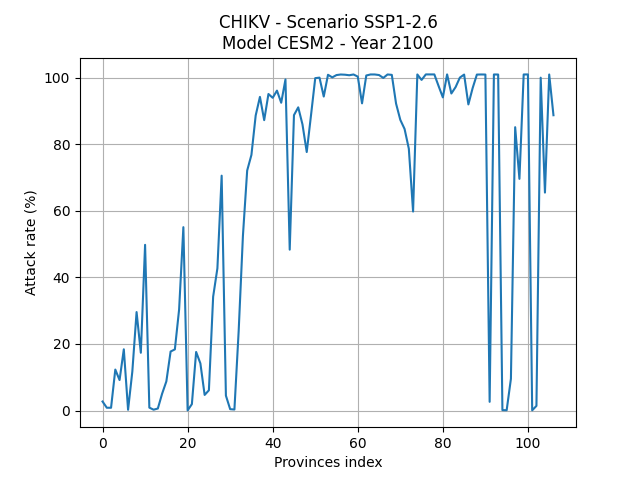 CHIKV - Scenario SSP1-2.6
Model CESM2 - Year 2100
100
80
60
40
20
0
Attack rate (%)
0 20 40 60 80 100
Provinces index